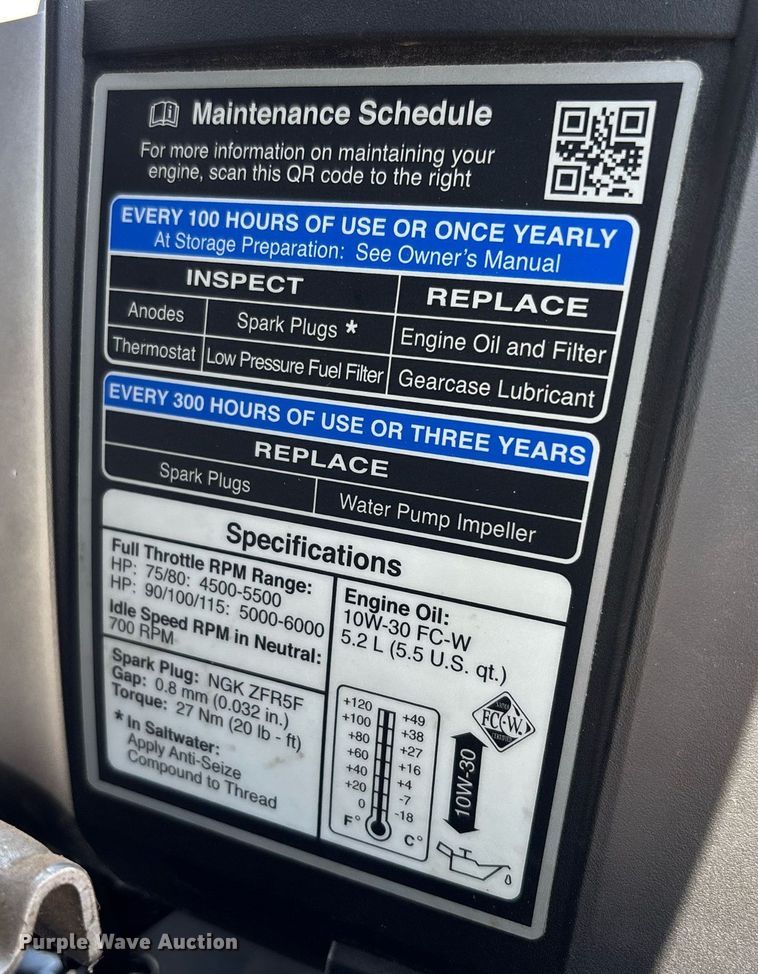 Maintenance Schedule
For more information on maintaining your
engine, scan this QR code to the right
EVERY 100 HOURS OF USE OR ONCE YEARLY
At Storage Preparation: See Owner's Manual
INSPECT
REPLACE
Anodes
Spark Plugs *
Engine Oil and Filter
Thermostat
Low Pressure Fuel Filter
Gearcase Lubricant
EVERY 300 HOURS OF USE OR THREE YEARS
REPLACE
Spark Plugs
Water Pump Impeller
Specifications
Full Throttle RPM Range:
HP: 75/80: 4500-5500
HP: 90/100/115: 5000-6000
Idle Speed RPM in Neutral:
700 RPM
Spark Plug: NGK ZFR5F
Gap: 0.8 mm (0.032 in.)
Torque: 27 Nm (20 lb - ft)
* In Saltwater:
Apply Anti-Seize
Compound to Thread
Engine Oil:
10W-30 FC-W
5.2 L (5.5 U.S. qt.)
+120 +49
+100 +38
+80 +27
+60 +16
+40 +4
+20 -7
0 -18
F° C°
FC-W
10W-30
Purple Wave Auction